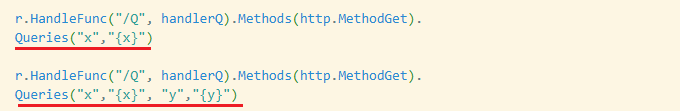 r.HandleFunc("/Q", handlerQ).Methods(http.MethodGet).
Queries("x","{x}")
r.HandleFunc("/Q", handlerQ).Methods(http.MethodGet).
Queries("x","{x}", "y","{y}")